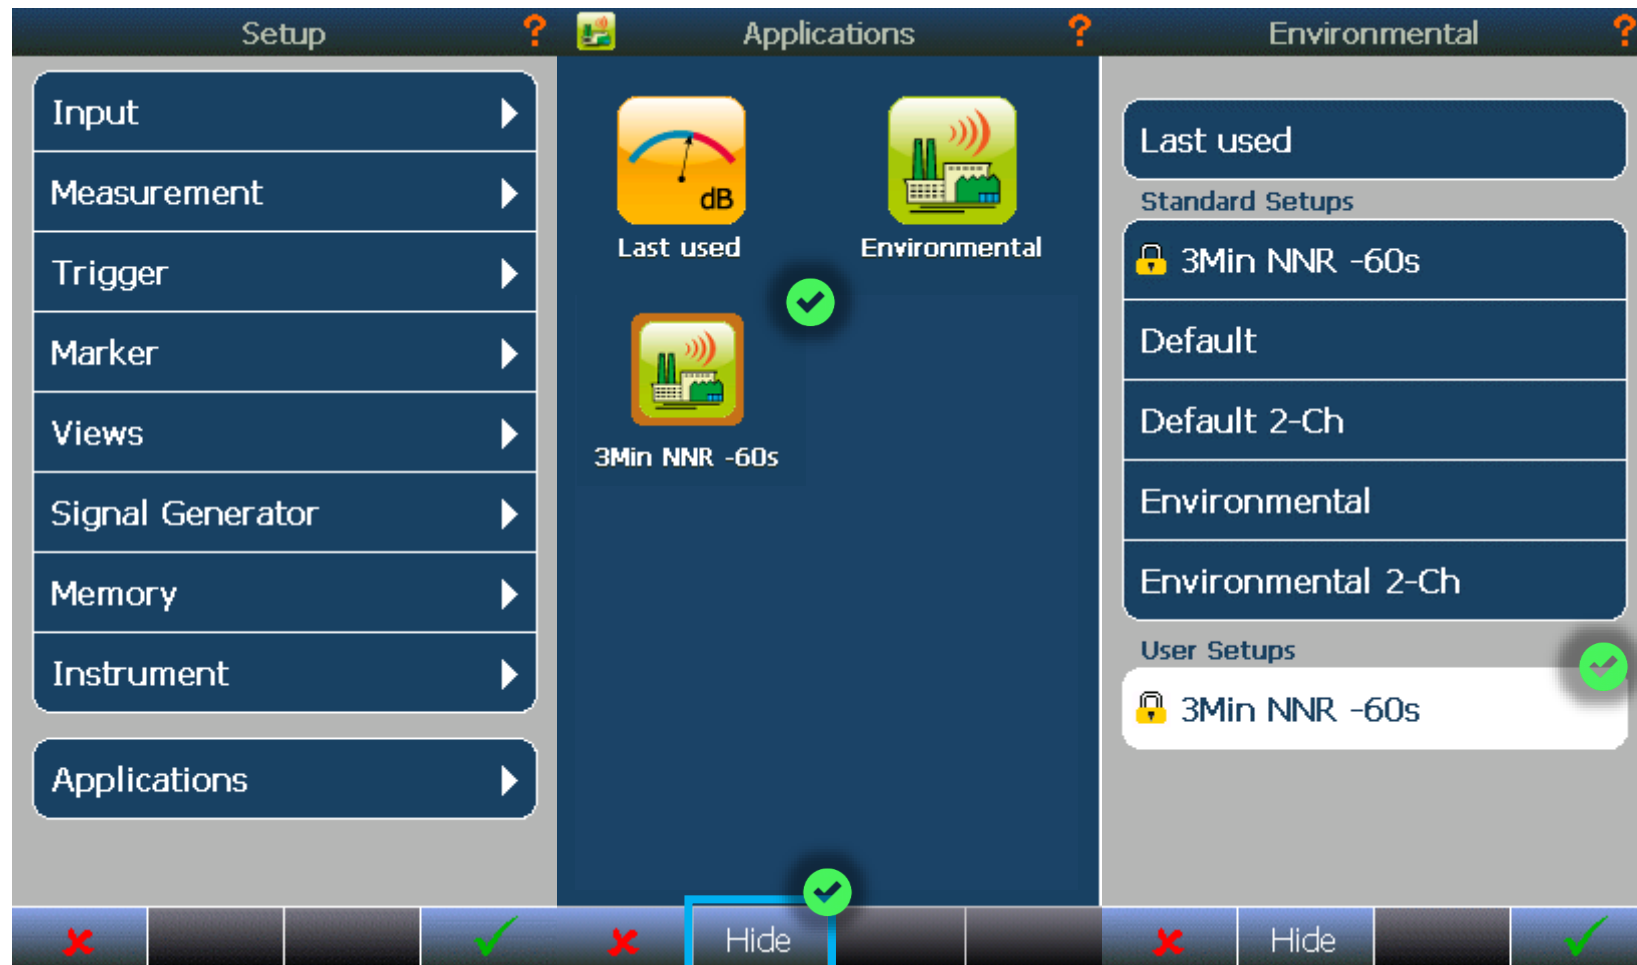 Setup ?
Input
Measurement
Trigger
Marker
Views
Signal Generator
Memory
Instrument
Applications
Applications ?
dB
Last used
Environmental
3Min NNR -60s
Hide
Environmental ?
Last used
Standard Setups
3Min NNR -60s
Default
Default 2-Ch
Environmental
Environmental 2-Ch
User Setups
3Min NNR -60s
Hide